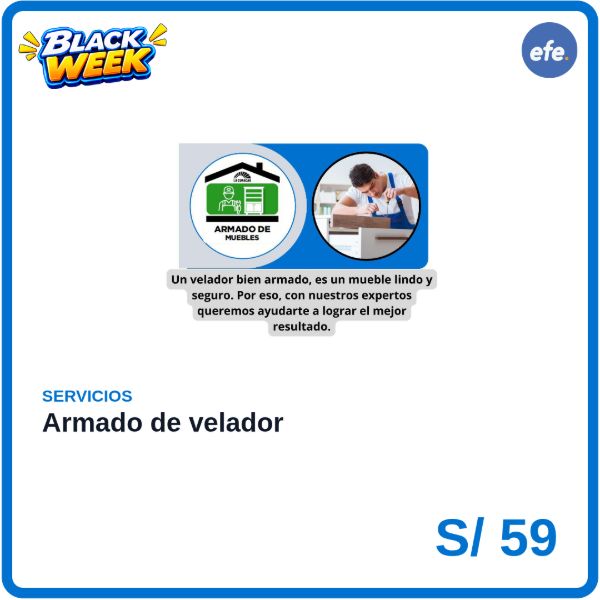 BLACK
WEEK
efe.
ARMADO DE
MUEBLES
Un velador bien armado, es un mueble lindo y
seguro. Por eso, con nuestros expertos
queremos ayudarte a lograr el mejor
resultado.
SERVICIOS
Armado de velador
S/ 59